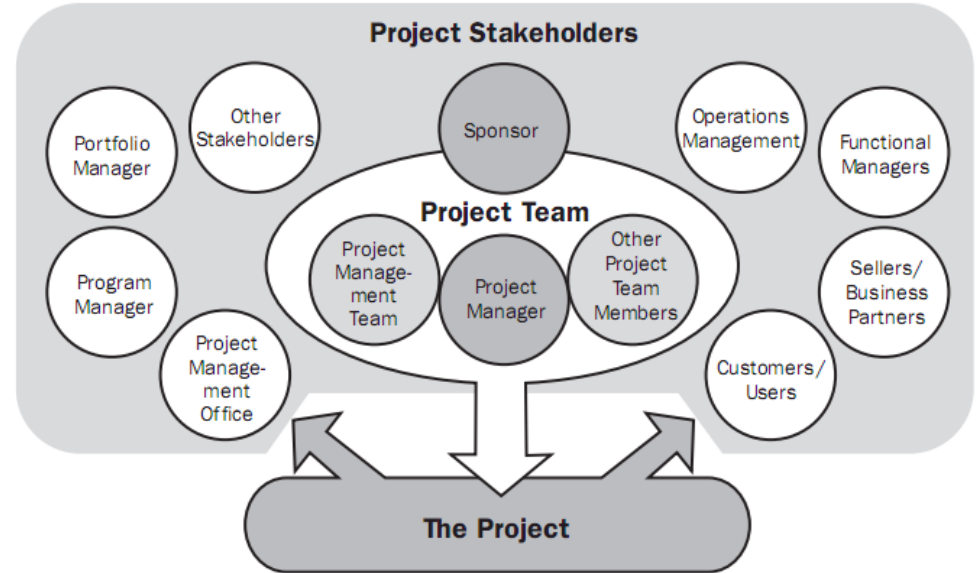 Project Stakeholders
Portfolio
Manager
Other
Stakeholders
Sponsor
Operations
Management
Functional
Managers
Project Team
Program
Manager
Project
Manage-
ment
Team
Project
Manager
Other
Project
Team
Members
Sellers/
Business
Partners
Project
Manage-
ment
Office
Customers/
Users
The Project